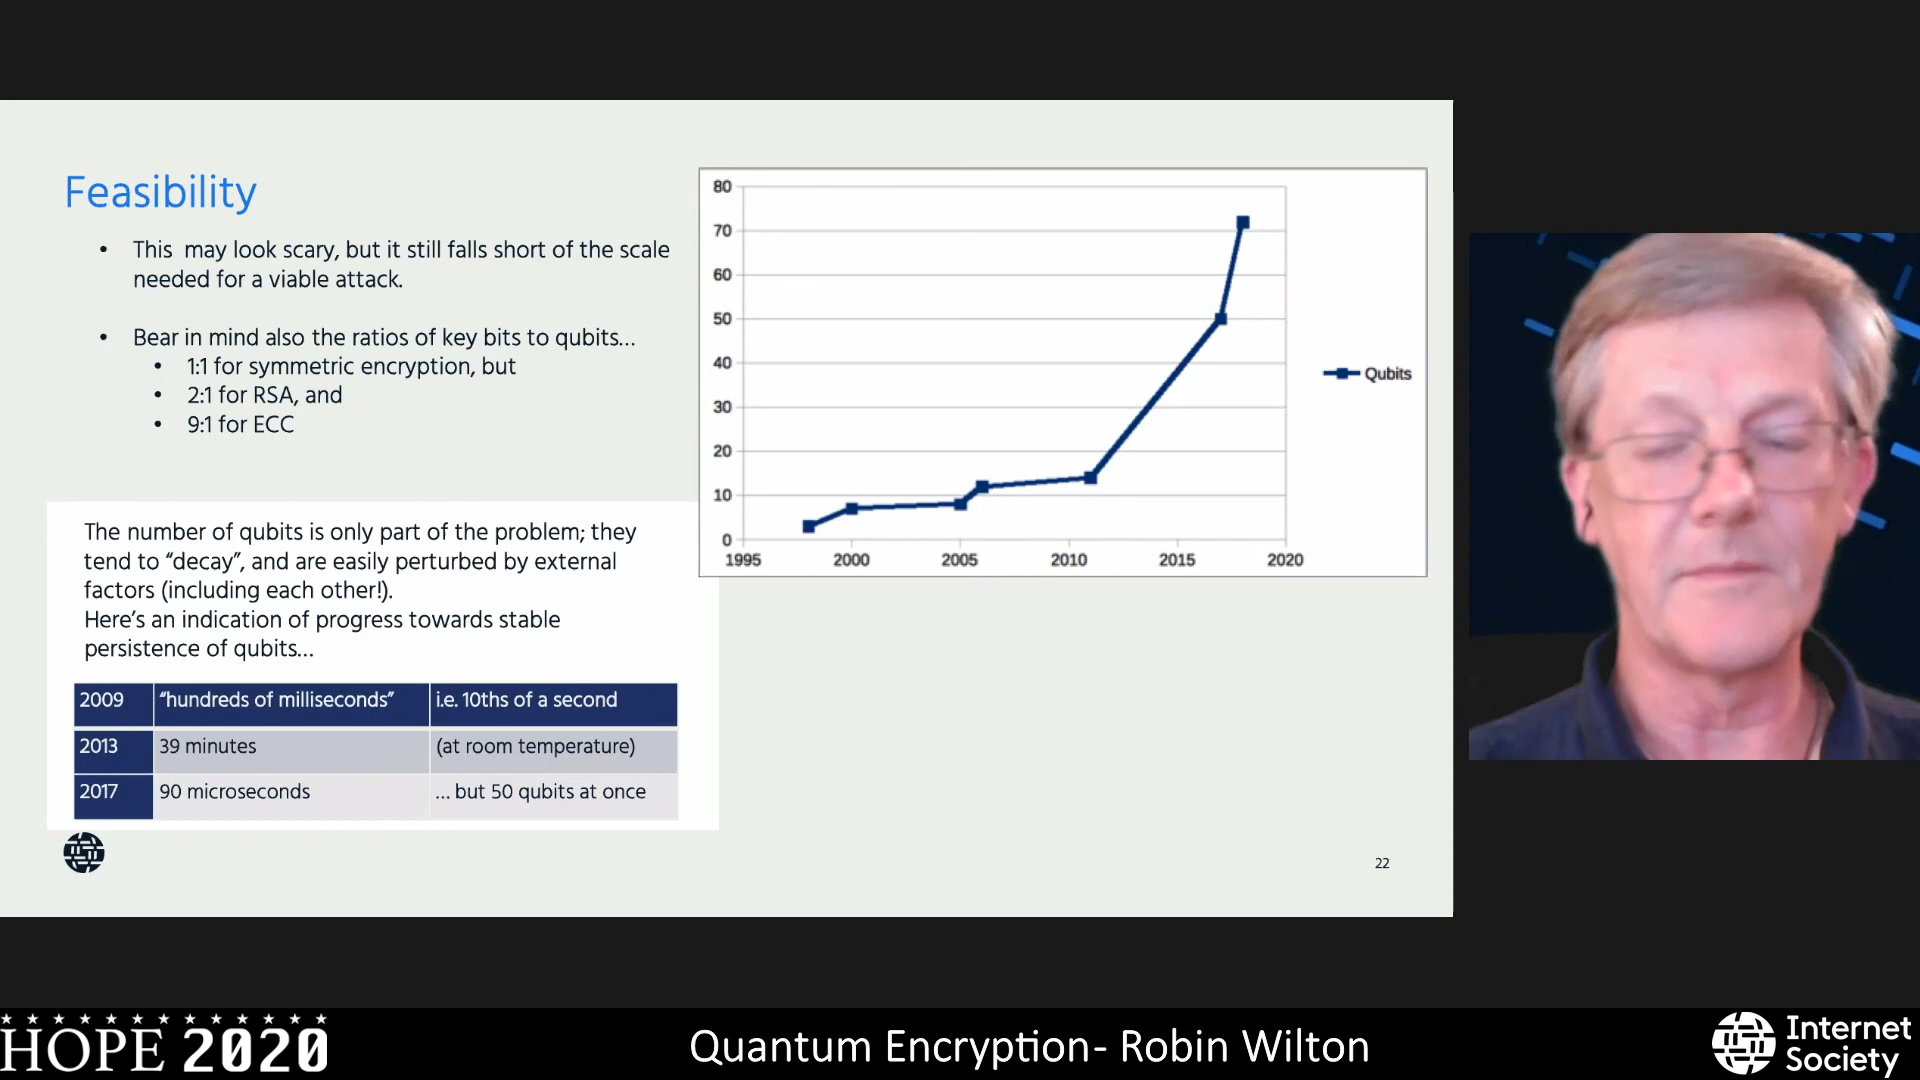 Feasibility
• This may look scary, but it still falls short of the scale
needed for a viable attack.
• Bear in mind also the ratios of key bits to qubits...
• 1:1 for symmetric encryption, but
• 2:1 for RSA, and
• 9:1 for ECC
80
70
60
50
40
30
20
10
0
1995 2000 2005 2010 2015 2020
Qubits
The number of qubits is only part of the problem; they
tend to “decay”, and are easily perturbed by external
factors (including each other!).
Here’s an indication of progress towards stable
persistence of qubits...
2009 “hundreds of milliseconds” i.e. 10ths of a second
2013 39 minutes (at room temperature)
2017 90 microseconds ... but 50 qubits at once
22
HOPE 2020
Quantum Encryption- Robin Wilton
Internet
Society